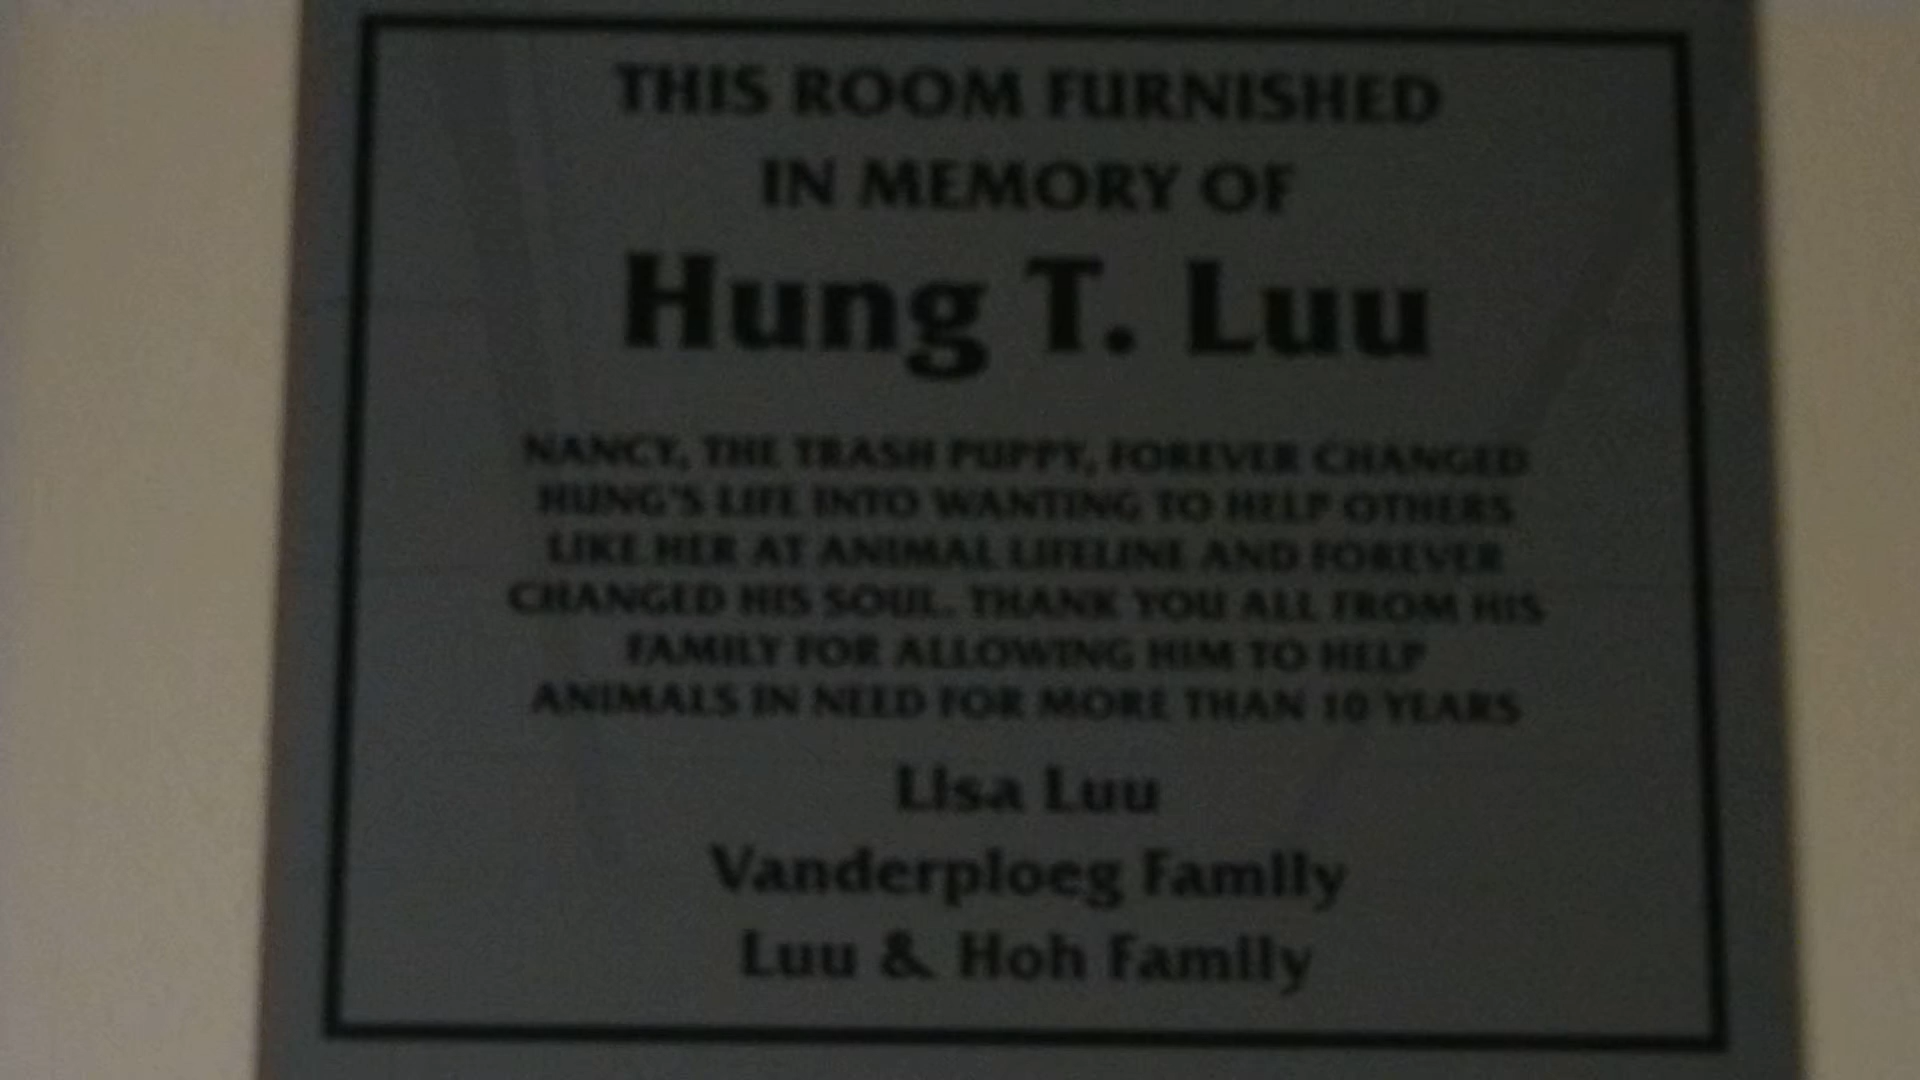 THIS ROOM FURNISHED
IN MEMORY OF
Hung T. Luu
NANCY, THE TRASH PUPPY, FOREVER CHANGED
HUNG'S LIFE INTO WANTING TO HELP OTHERS
LIKE HER AT ANIMAL LIFELINE AND FOREVER
CHANGED HIS SOUL. THANK YOU ALL FROM HIS
FAMILY FOR ALLOWING HIM TO HELP
ANIMALS IN NEED FOR MORE THAN 10 YEARS
Lisa Luu
Vanderploeg Family
Luu & Hoh Family